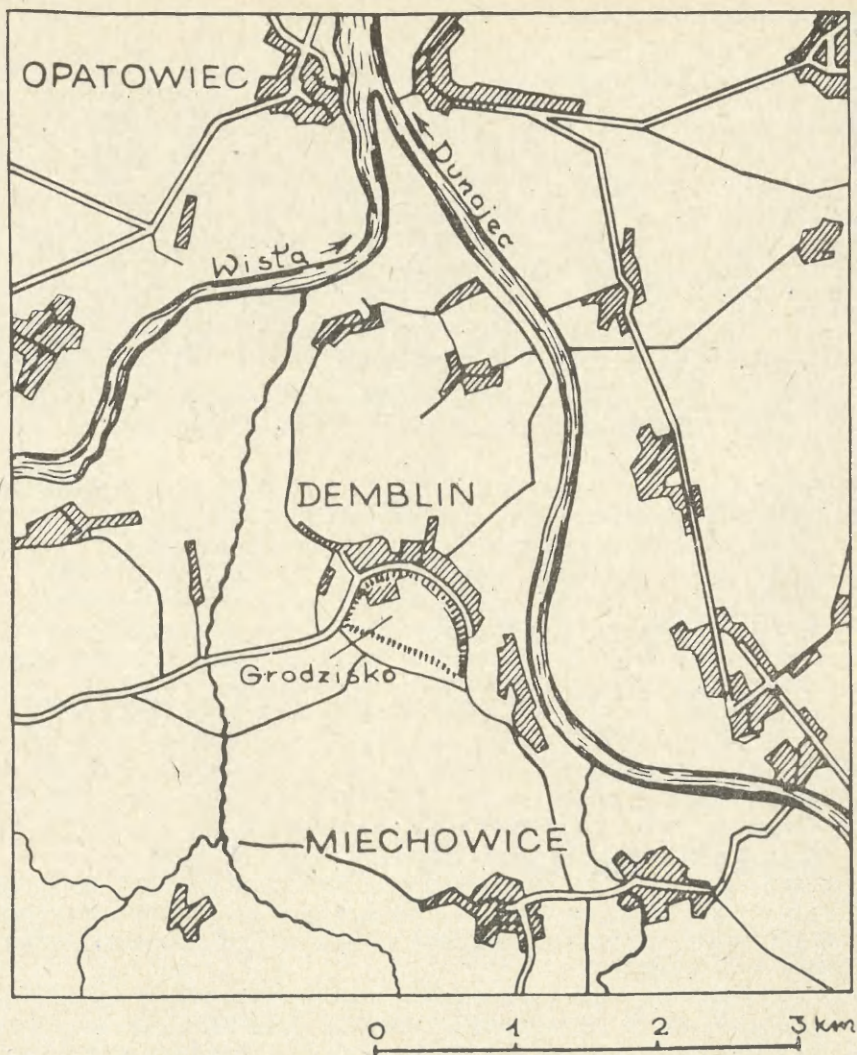 OPATOWIEC
Dunajec
Wisła
DEMBLIN
Grodzisko
MIECHOWICE
0 1 2 3 km